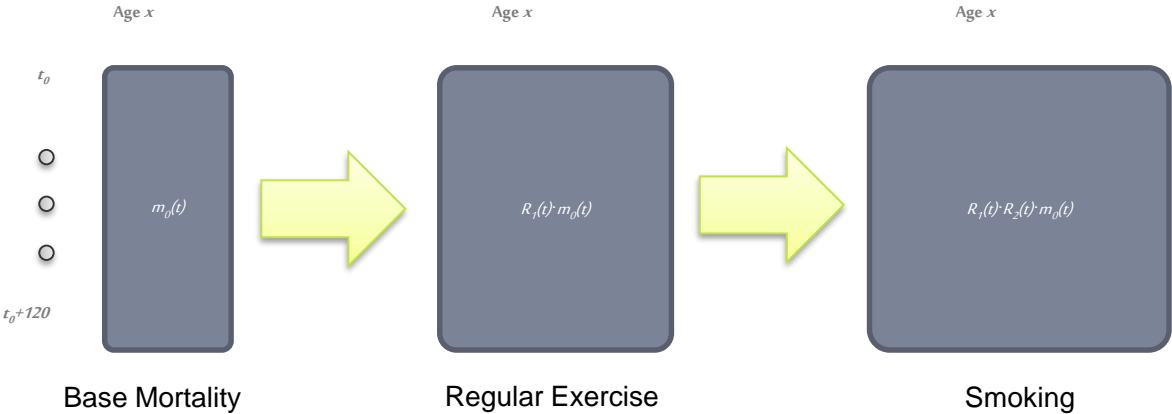 Age x Age x Age x
t₀
m₀(t) R₁(t)·m₀(t) R₁(t)·R₂(t)·m₀(t)
t₀+120
Base Mortality Regular Exercise Smoking